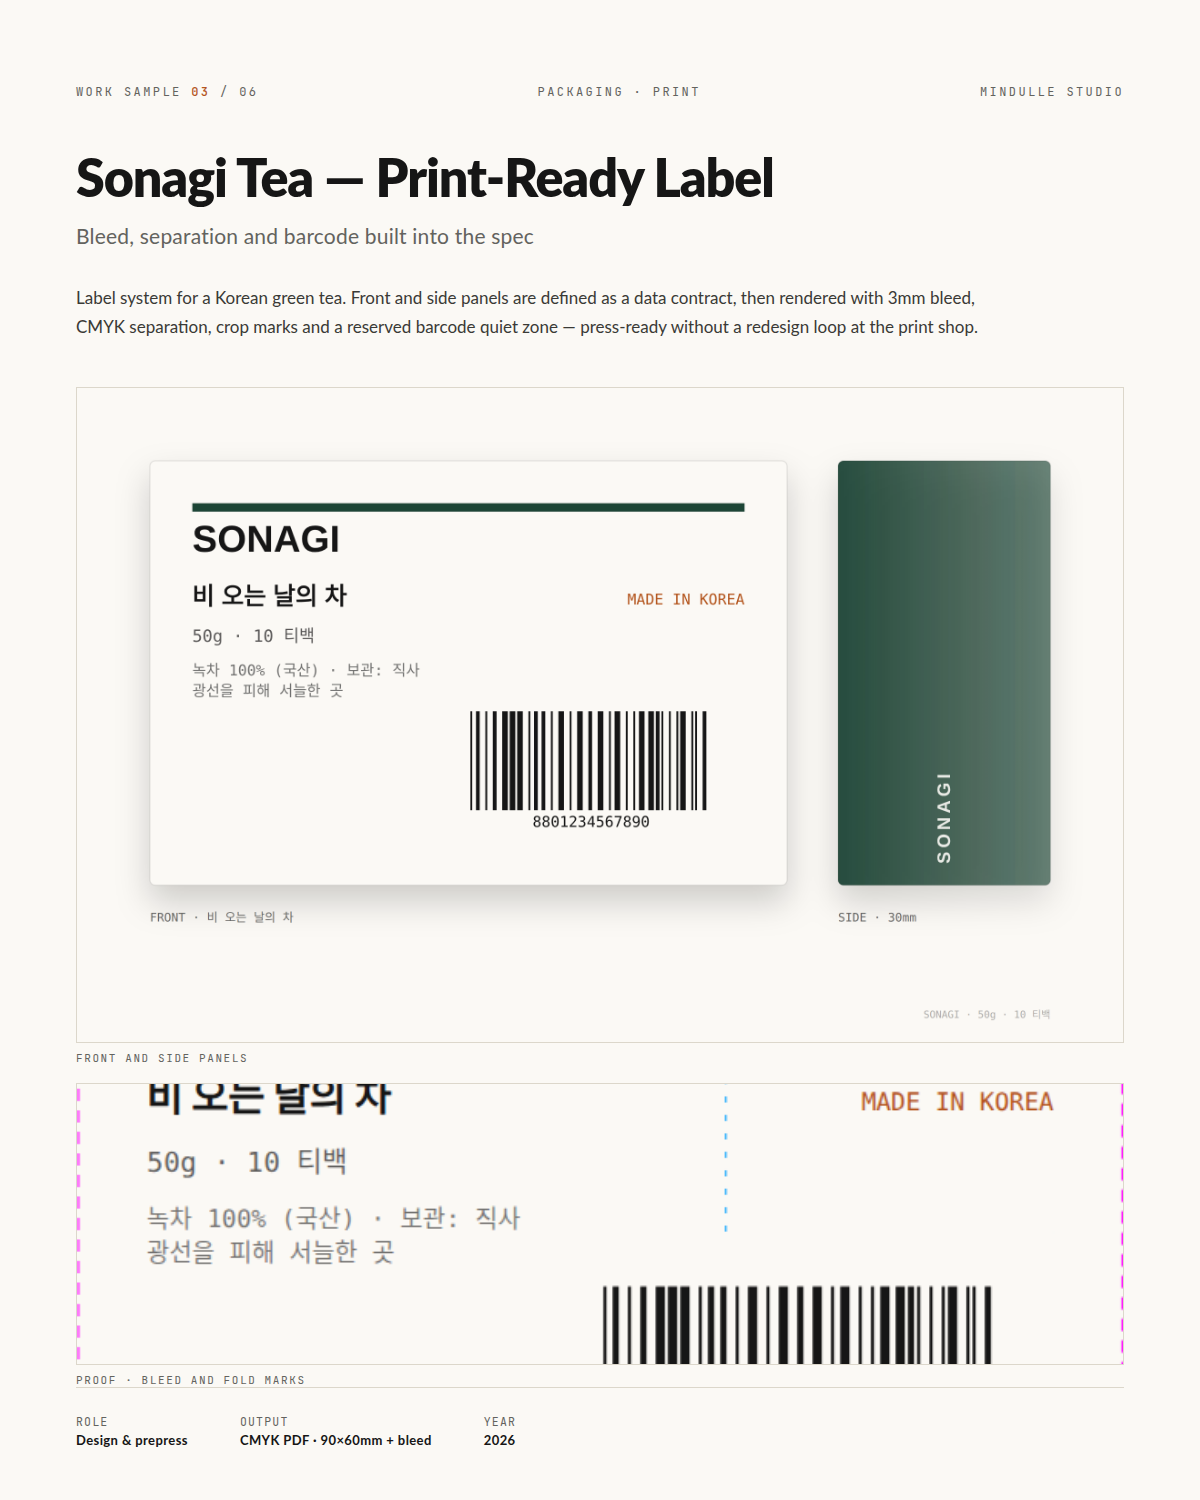 WORK SAMPLE 03 / 06
PACKAGING · PRINT
MINDULLE STUDIO
Sonagi Tea — Print-Ready Label
Bleed, separation and barcode built into the spec
Label system for a Korean green tea. Front and side panels are defined as a data contract, then rendered with 3mm bleed,
CMYK separation, crop marks and a reserved barcode quiet zone — press-ready without a redesign loop at the print shop.
SONAGI
비 오는 날의 차
MADE IN KOREA
50g · 10 티백
녹차 100% (국산) · 보관: 직사
광선을 피해 서늘한 곳
8801234567890
SONAGI
FRONT · 비 오는 날의 차
SIDE · 30mm
SONAGI · 50g · 10 티백
FRONT AND SIDE PANELS
비 오는 날의 차
MADE IN KOREA
50g · 10 티백
녹차 100% (국산) · 보관: 직사
광선을 피해 서늘한 곳
PROOF · BLEED AND FOLD MARKS
ROLE
Design & prepress
OUTPUT
CMYK PDF · 90×60mm + bleed
YEAR
2026